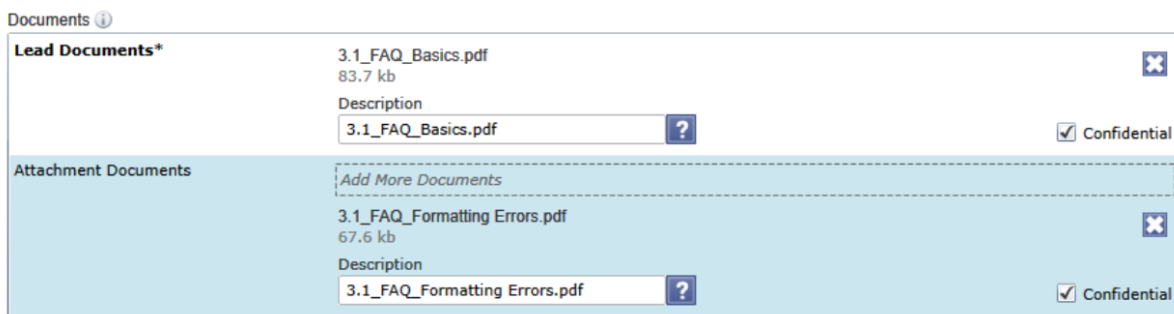 Documents
Lead Documents*
3.1_FAQ_Basics.pdf
83.7 kb
Description
3.1_FAQ_Basics.pdf ?
Confidential
Attachment Documents
Add More Documents
3.1_FAQ_Formatting Errors.pdf
67.6 kb
Description
3.1_FAQ_Formatting Errors.pdf ?
Confidential